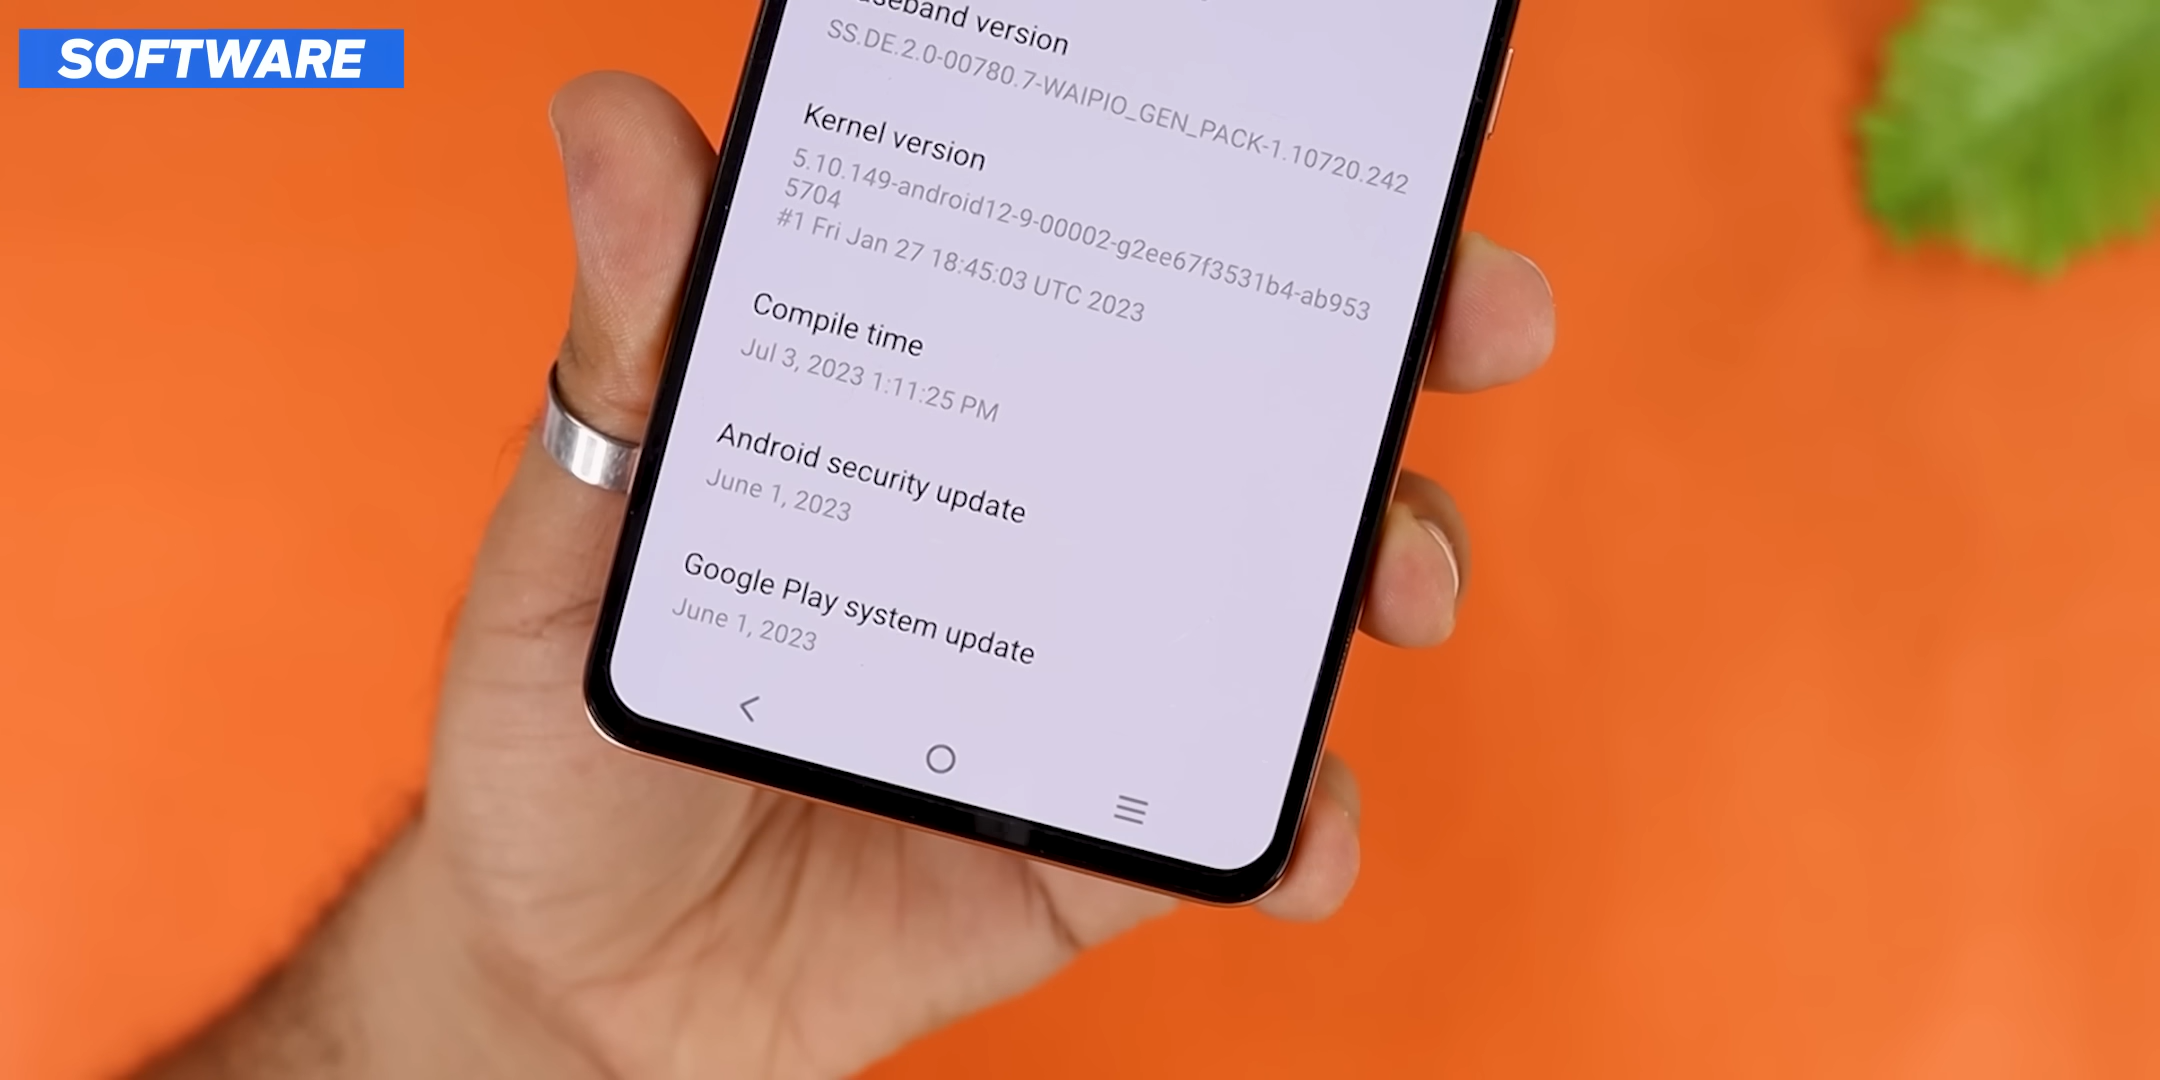 SOFTWARE
version
SS.DE.2.0-00780.7-WAIPIO_GEN_PACK-1.10720.242
Kernel version
5.10.149-android12-9-00002-g2ee67f3531b4-ab953
5704
#1 Fri Jan 27 18:45:03 UTC 2023
Compile time
Jul 3, 2023 1:11:25 PM
Android security update
June 1, 2023
Google Play system update
June 1, 2023